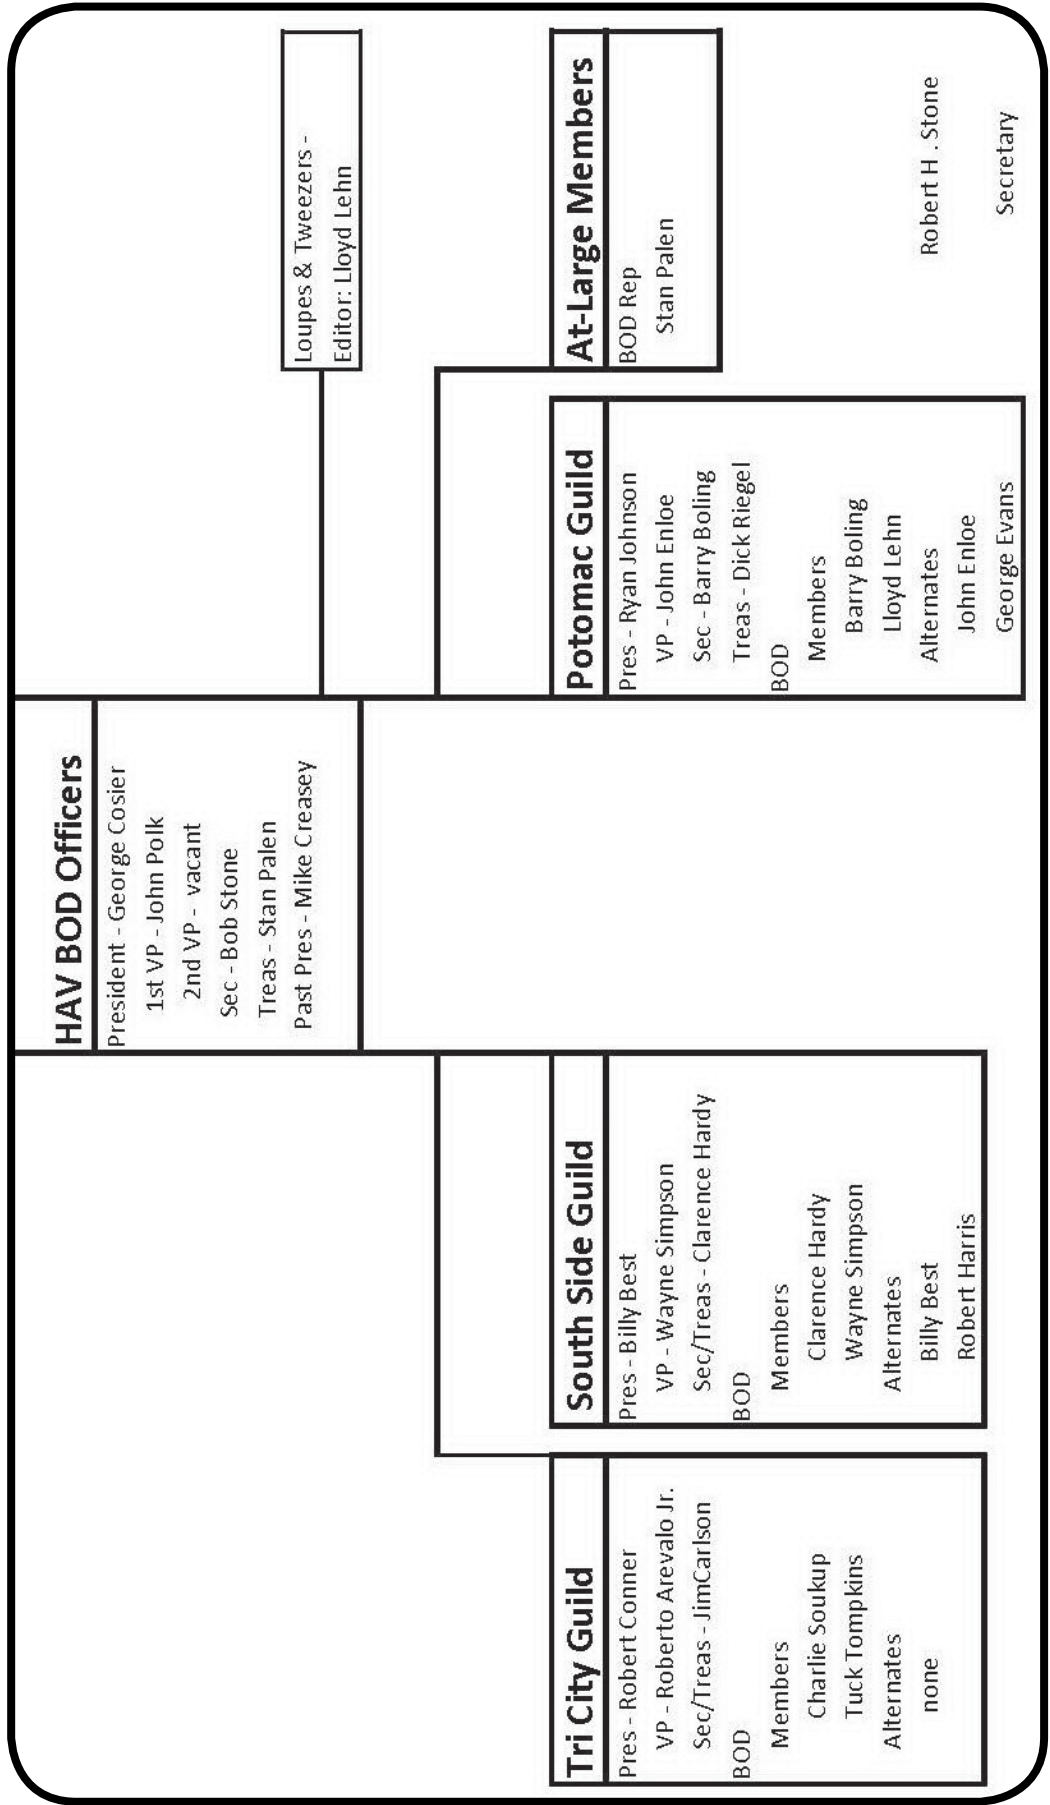 HAV BOD Officers
President - George Cosier
1st VP - John Polk
2nd VP - vacant
Sec - Bob Stone
Treas - Stan Palen
Past Pres - Mike Creasey
Loupes & Tweezers -
Editor: Lloyd Lehn
Tri City Guild
Pres - Robert Conner
VP - Roberto Arevalo Jr.
Sec/Treas - JimCarlson
BOD
Members
Charlie Soukup
Tuck Tompkins
Alternates
none
South Side Guild
Pres - Billy Best
VP - Wayne Simpson
Sec/Treas - Clarence Hardy
BOD
Members
Clarence Hardy
Wayne Simpson
Alternates
Billy Best
Robert Harris
Potomac Guild
Pres - Ryan Johnson
VP - John Enloe
Sec - Barry Boling
Treas - Dick Riegel
BOD
Members
Barry Boling
Lloyd Lehn
Alternates
John Enloe
George Evans
At-Large Members
BOD Rep
Stan Palen
Robert H . Stone
Secretary